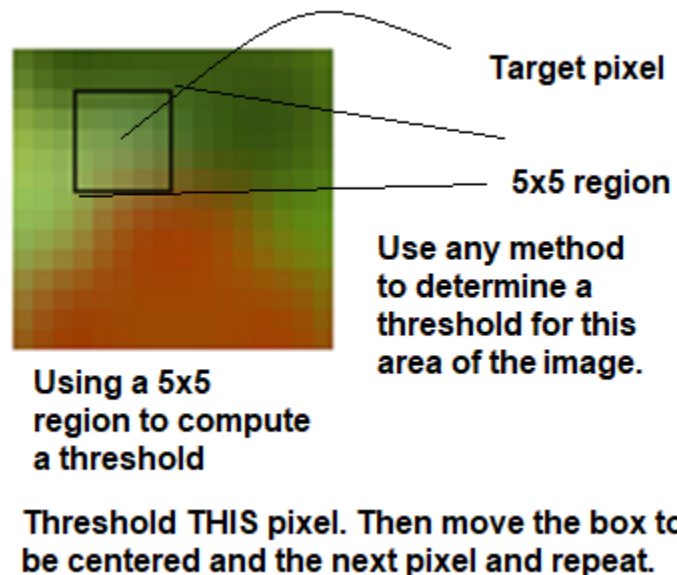 Target pixel
5x5 region
Use any method
to determine a
threshold for this
area of the image.
Using a 5x5
region to compute
a threshold
Threshold THIS pixel. Then move the box to
be centered and the next pixel and repeat.